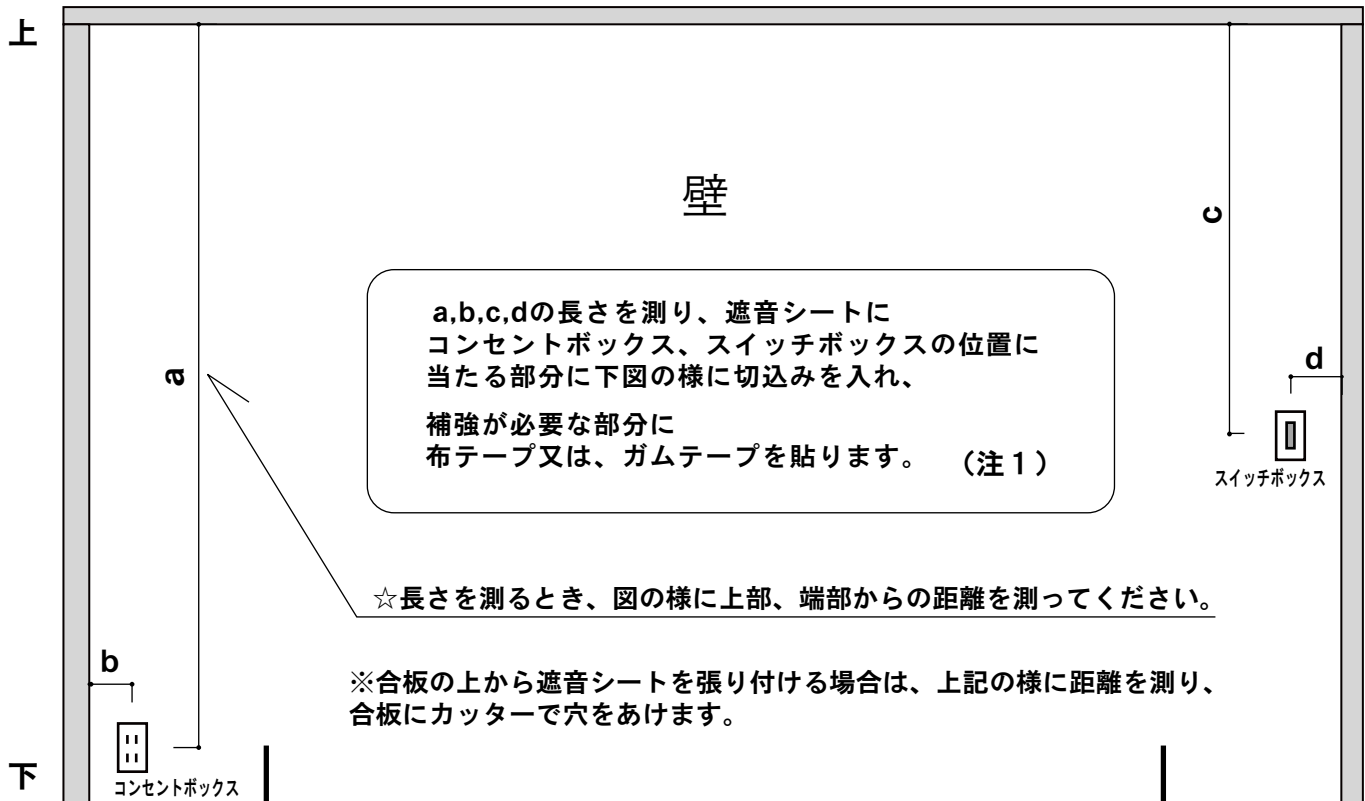 上
壁
c
a,b,c,dの長さを測り、遮音シートに
コンセントボックス、スイッチボックスの位置に
当たる部分に下図の様に切込みを入れ、
補強が必要な部分に
布テープ又は、ガムテープを貼ります。 （注１）
a
d
スイッチボックス
☆長さを測るとき、図の様に上部、端部からの距離を測ってください。
b
※合板の上から遮音シートを張り付ける場合は、上記の様に距離を測り、
合板にカッターで穴をあけます。
下
コンセントボックス